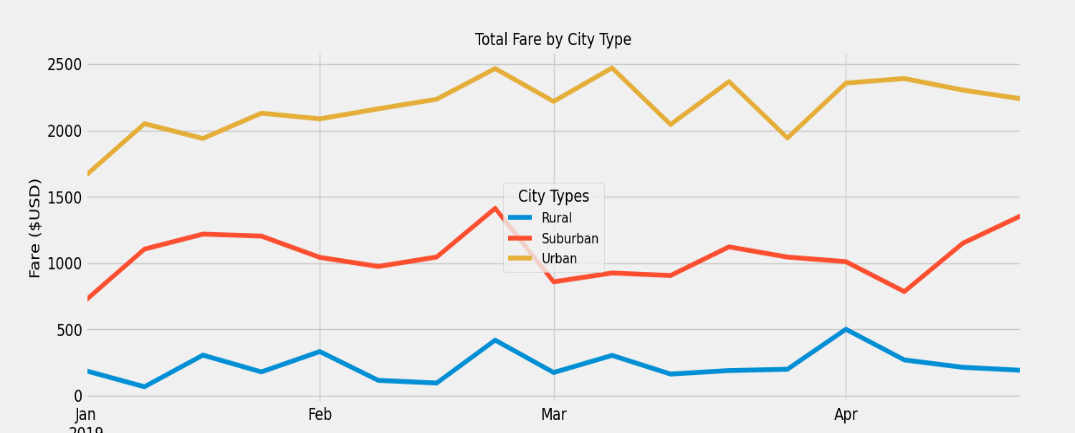 Total Fare by City Type
Fare ($USD)
2500
2000
1500
1000
500
0
City Types
Rural
Suburban
Urban
Jan Feb Mar Apr
2019